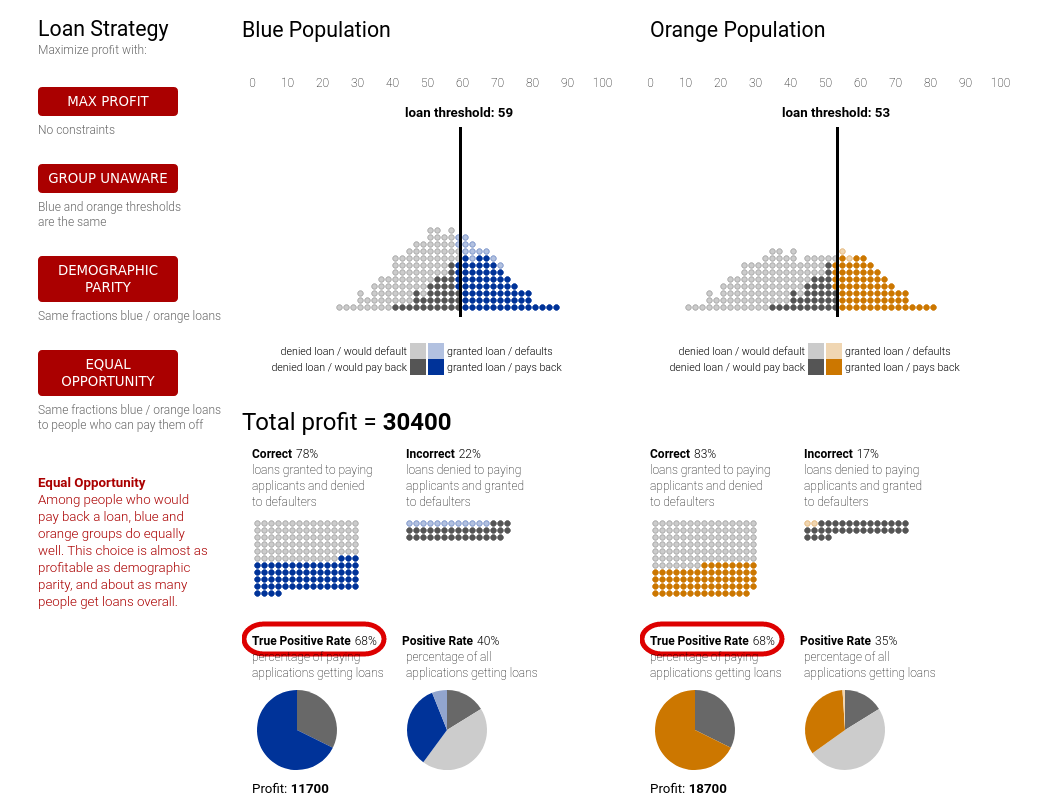 Loan Strategy
Maximize profit with:
MAX PROFIT
No constraints
GROUP UNAWARE
Blue and orange thresholds
are the same
DEMOGRAPHIC
PARITY
Same fractions blue / orange loans
EQUAL
OPPORTUNITY
Same fractions blue / orange loans
to people who can pay them off
Equal Opportunity
Among people who would
pay back a loan, blue and
orange groups do equally
well. This choice is almost as
profitable as demographic
parity, and about as many
people get loans overall.
Blue Population
0 10 20 30 40 50 60 70 80 90 100
loan threshold: 59
denied loan / would default
granted loan / defaults
denied loan / would pay back
granted loan / pays back
Total profit = 30400
Correct 78%
loans granted to paying
applicants and denied
to defaulters
Incorrect 22%
loans denied to paying
applicants and granted
to defaulters
True Positive Rate 68%
percentage of paying
applications getting loans
Positive Rate 40%
percentage of all
applications getting loans
Profit: 11700
Orange Population
0 10 20 30 40 50 60 70 80 90 100
loan threshold: 53
denied loan / would default
granted loan / defaults
denied loan / would pay back
granted loan / pays back
Correct 83%
loans granted to paying
applicants and denied
to defaulters
Incorrect 17%
loans denied to paying
applicants and granted
to defaulters
True Positive Rate 68%
percentage of paying
applications getting loans
Positive Rate 35%
percentage of all
applications getting loans
Profit: 18700